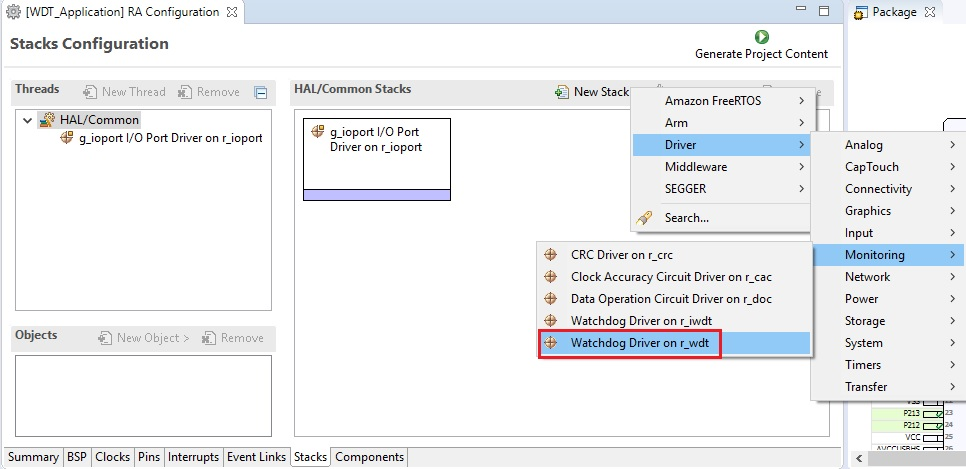 [WDT_Application] RA Configuration
Package
Stacks Configuration
Generate Project Content
Threads
New Thread
Remove
HAL/Common Stacks
New Stack
HAL/Common
g_ioport I/O Port Driver on r_ioport
g_ioport I/O Port
Driver on r_ioport
Amazon FreeRTOS
Arm
Driver
Middleware
SEGGER
Search...
Analog
CapTouch
Connectivity
Graphics
Input
Monitoring
Network
Power
Storage
System
Timers
Transfer
CRC Driver on r_crc
Clock Accuracy Circuit Driver on r_cac
Data Operation Circuit Driver on r_doc
Watchdog Driver on r_iwdt
Watchdog Driver on r_wdt
Objects
New Object >
Remove
P213 23
P212 24
VCC 25
Summary
BSP
Clocks
Pins
Interrupts
Event Links
Stacks
Components